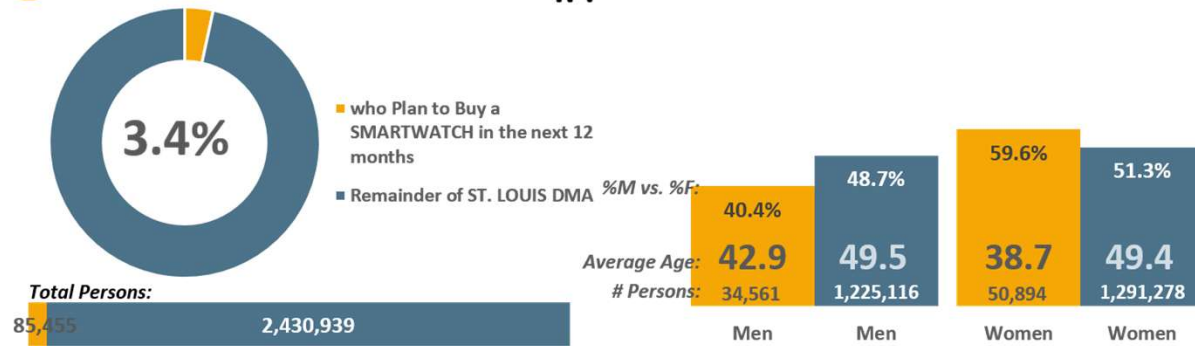 3.4%
who Plan to Buy a
SMARTWATCH in the next 12
months
Remainder of ST. LOUIS DMA
Total Persons:
85,455
2,430,939
%M vs. %F:
40.4%
48.7%
59.6%
51.3%
Average Age:
42.9
49.5
38.7
49.4
# Persons:
34,561
1,225,116
50,894
1,291,278
Men
Men
Women
Women